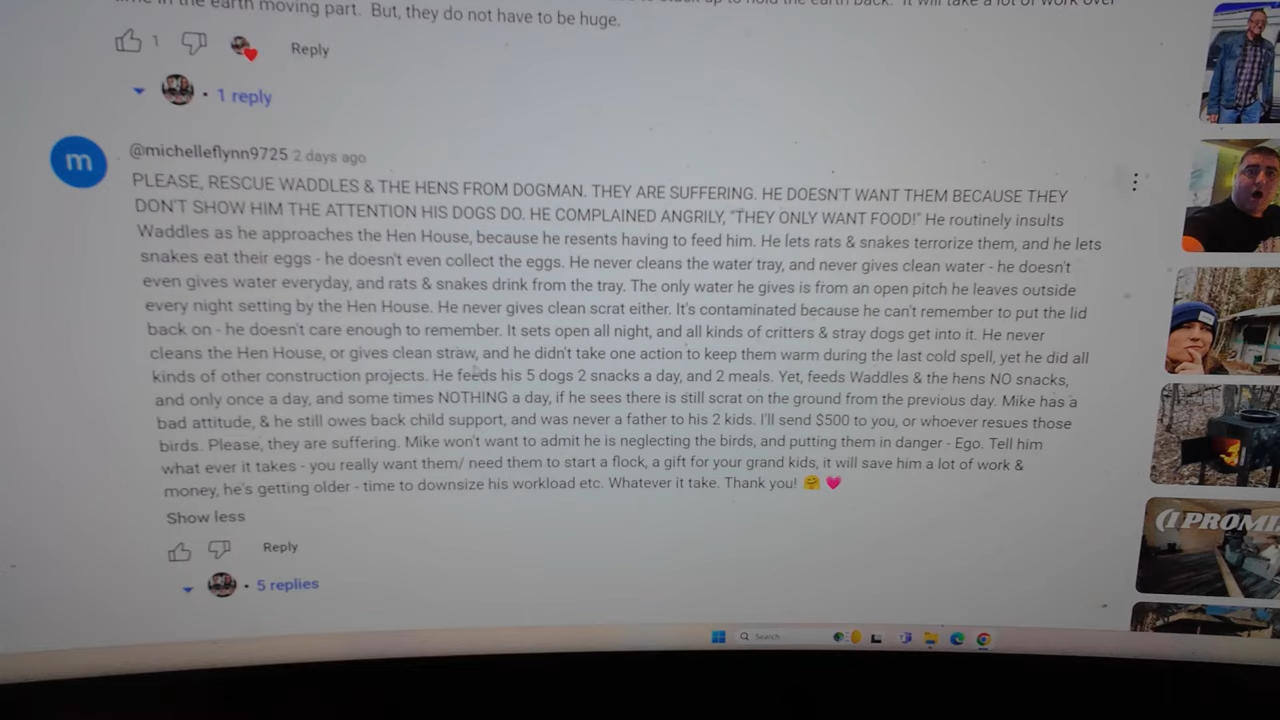 time in the earth moving part. But, they do not have to be huge.
1
Reply
1 reply
m
@michelleflynn9725 2 days ago
PLEASE, RESCUE WADDLES & THE HENS FROM DOGMAN. THEY ARE SUFFERING. HE DOESN'T WANT THEM BECAUSE THEY
DON'T SHOW HIM THE ATTENTION HIS DOGS DO. HE COMPLAINED ANGRILY, "THEY ONLY WANT FOOD!" He routinely insults
Waddles as he approaches the Hen House, because he resents having to feed him. He lets rats & snakes terrorize them, and he lets
snakes eat their eggs - he doesn't even collect the eggs. He never cleans the water tray, and never gives clean water - he doesn't
even gives water everyday, and rats & snakes drink from the tray. The only water he gives is from an open pitch he leaves outside
every night setting by the Hen House. He never gives clean scrat either. It's contaminated because he can't remember to put the lid
back on - he doesn't care enough to remember. It sets open all night, and all kinds of critters & stray dogs get into it. He never
cleans the Hen House, or gives clean straw, and he didn't take one action to keep them warm during the last cold spell, yet he did all
kinds of other construction projects. He feeds his 5 dogs 2 snacks a day, and 2 meals. Yet, feeds Waddles & the hens NO snacks,
and only once a day, and some times NOTHING a day, if he sees there is still scrat on the ground from the previous day. Mike has a
bad attitude, & he still owes back child support, and was never a father to his 2 kids. I'll send $500 to you, or whoever resues those
birds. Please, they are suffering. Mike won't want to admit he is neglecting the birds, and putting them in danger - Ego. Tell him
what ever it takes - you really want them/ need them to start a flock, a gift for your grand kids, it will save him a lot of work &
money, he's getting older - time to downsize his workload etc. Whatever it take. Thank you! 🤗 💗
Show less
Reply
5 replies
(I PROMI
Search